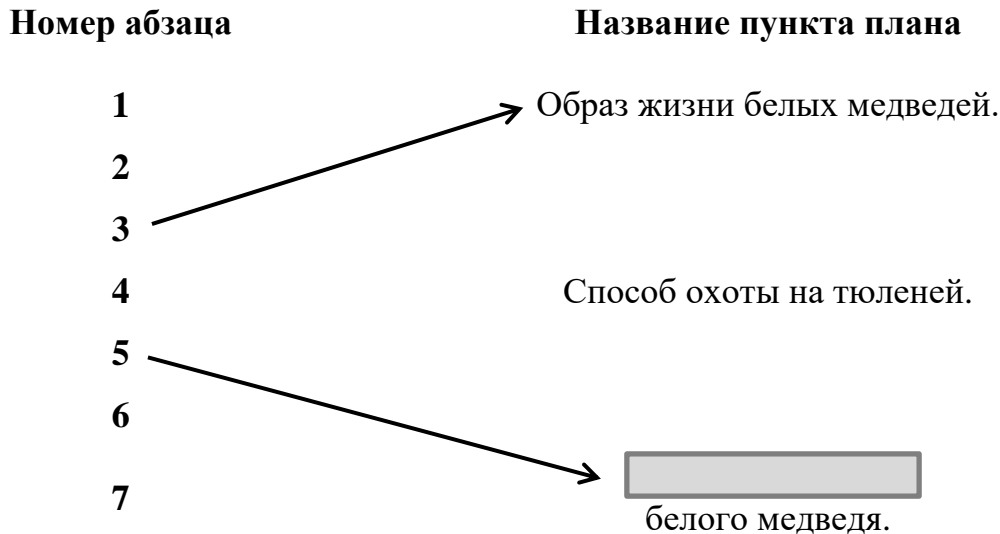 Номер абзаца Название пункта плана
1 Образ жизни белых медведей.
2
3
4 Способ охоты на тюленей.
5
6
7
белого медведя.